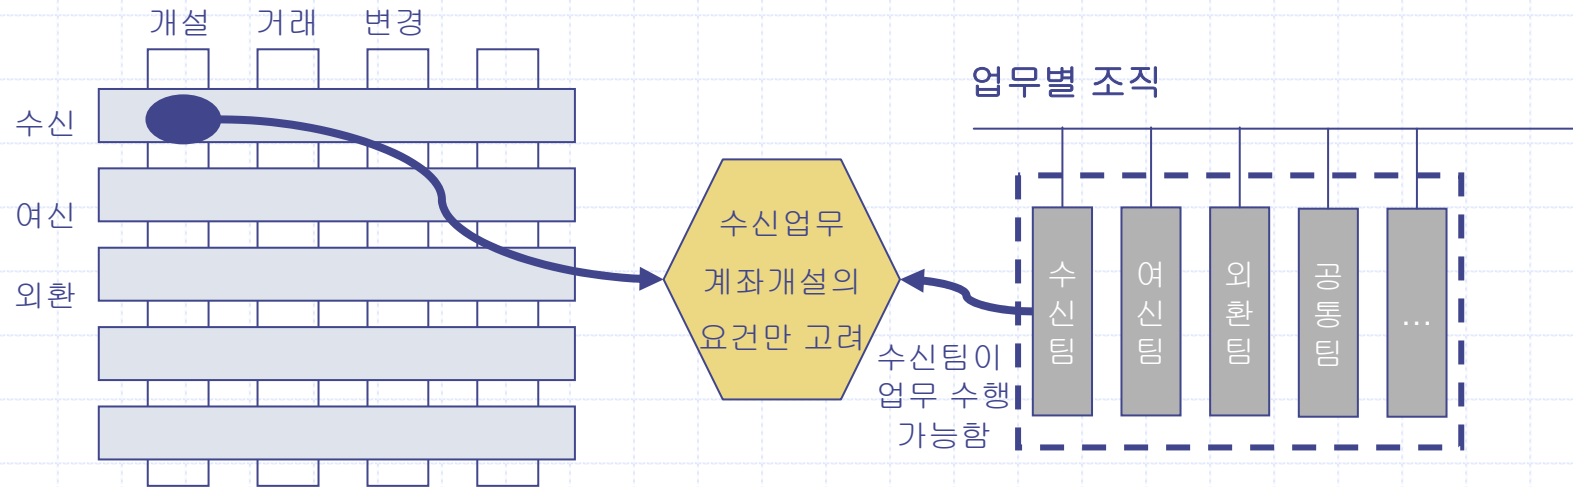 개설 거래 변경
수신
여신
외환
수신업무
계좌개설의
요건만 고려
업무별 조직
수신팀
여신팀
외환팀
공통팀
...
수신팀이
업무 수행
가능함